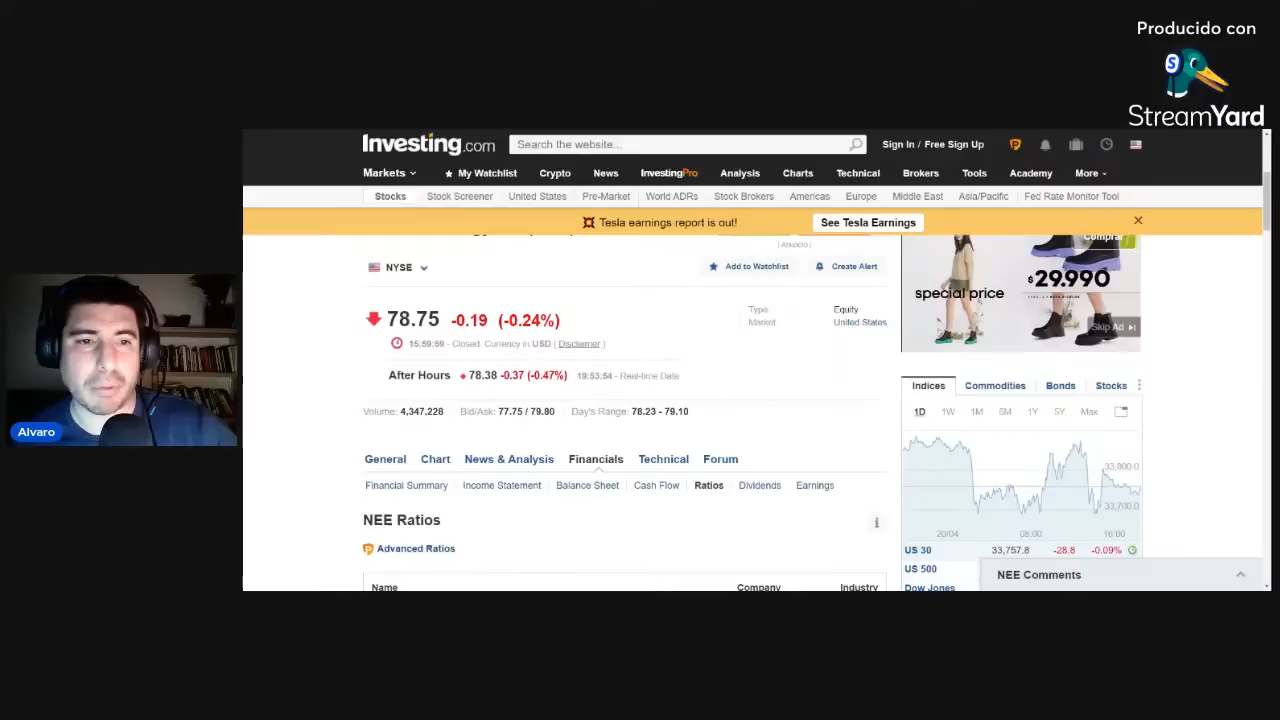 Producido con
StreamYard
Investing.com
Search the website...
Sign In / Free Sign Up
Markets My Watchlist Crypto News InvestingPro Analysis Charts Technical Brokers Tools Academy More
Stocks Stock Screener United States Pre-Market World ADRs Stock Brokers Americas Europe Middle East Asia/Pacific Fed Rate Monitor Tool
Tesla earnings report is out! See Tesla Earnings
NYSE
Add to Watchlist Create Alert
Comprar
$29.990
special price
Skip Ad
78.75 -0.19 (-0.24%)
Type Equity
Market United States
15:59:59 - Closed. Currency in USD ( Disclaimer )
After Hours 78.38 -0.37 (-0.47%) 19:53:54 - Real-time Data
Volume: 4,347,228 Bid/Ask: 77.75 / 79.80 Day's Range: 78.23 - 79.10
Alvaro
General Chart News & Analysis Financials Technical Forum
Financial Summary Income Statement Balance Sheet Cash Flow Ratios Dividends Earnings
NEE Ratios
Advanced Ratios
Name Company Industry
Indices Commodities Bonds Stocks
1D 1W 1M 6M 1Y 5Y Max
33,800.0
33,700.0
20/04 08:00 16:00
US 30 33,757.8 -28.8 -0.09%
US 500
Dow Jones
NEE Comments